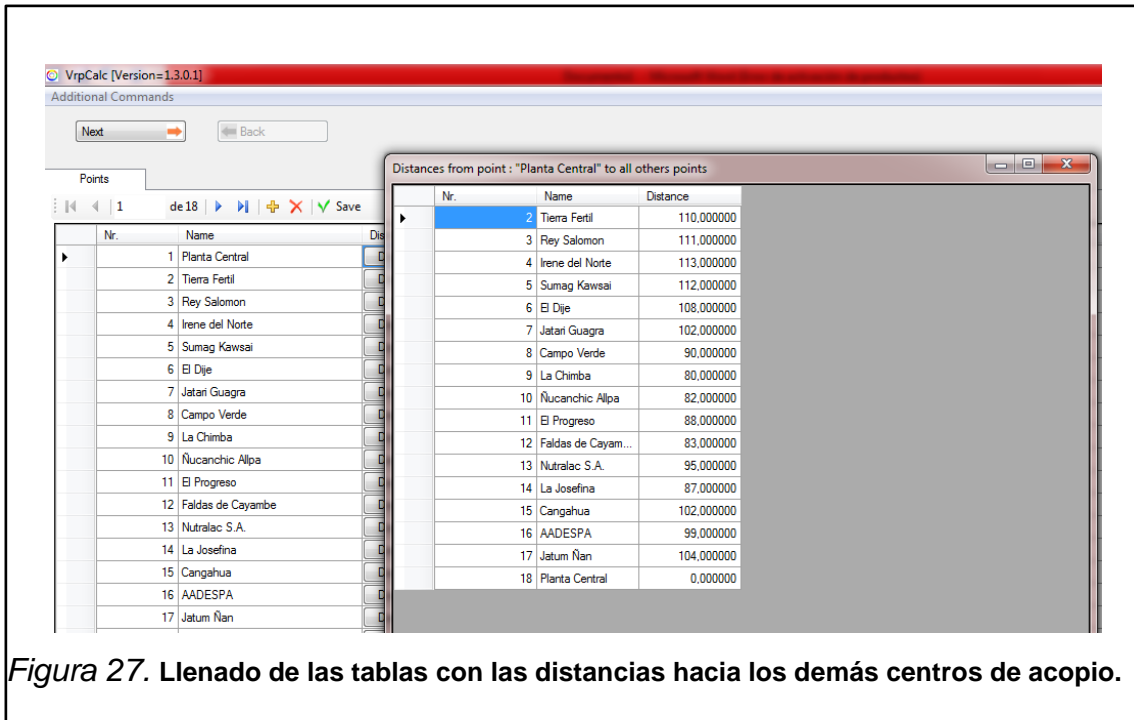 VrpCalc [Version=1.3.0.1]
Additional Commands
Next
Back
Points
1 de 18 Save
Nr. Name Dis
1 Planta Central D
2 Tierra Fertil D
3 Rey Salomon D
4 Irene del Norte D
5 Sumag Kawsai D
6 El Dije D
7 Jatari Guagra D
8 Campo Verde D
9 La Chimba D
10 Ñucanchic Allpa D
11 El Progreso D
12 Faldas de Cayambe D
13 Nutralac S.A. D
14 La Josefina D
15 Cangahua D
16 AADESPA D
17 Jatum Ñan D
Distances from point : "Planta Central" to all others points
Nr. Name Distance
2 Tierra Fertil 110,000000
3 Rey Salomon 111,000000
4 Irene del Norte 113,000000
5 Sumag Kawsai 112,000000
6 El Dije 108,000000
7 Jatari Guagra 102,000000
8 Campo Verde 90,000000
9 La Chimba 80,000000
10 Ñucanchic Allpa 82,000000
11 El Progreso 88,000000
12 Faldas de Cayam... 83,000000
13 Nutralac S.A. 95,000000
14 La Josefina 87,000000
15 Cangahua 102,000000
16 AADESPA 99,000000
17 Jatum Ñan 104,000000
18 Planta Central 0,000000
Figura 27. Llenado de las tablas con las distancias hacia los demás centros de acopio.